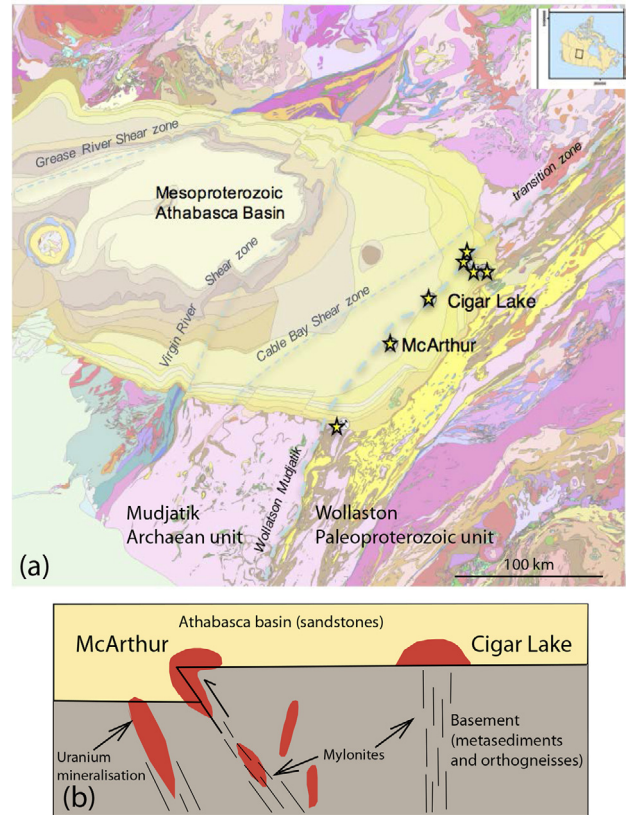 Grease River Shear zone
transition zone
Mesoproterozoic
Athabasca Basin
Virgin River Shear zone
Cable Bay Shear zone
Cigar Lake
McArthur
Mudjatik
Archaean unit
Wollatson Mudjatik
Wollaston
Paleoproterozoic unit
(a)
100 km
Athabasca basin (sandstones)
McArthur
Cigar Lake
Uranium
mineralisation
Mylonites
Basement
(metasediments
and orthogneisses)
(b)